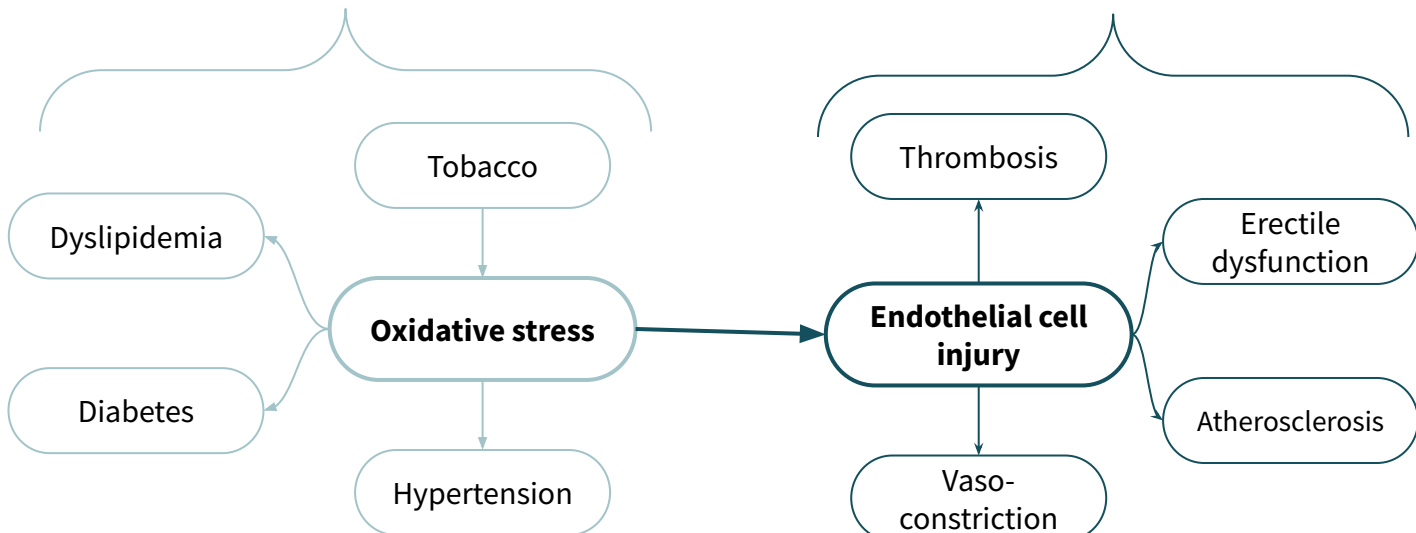 Tobacco
Dyslipidemia
Oxidative stress
Diabetes
Hypertension
Thrombosis
Erectile
dysfunction
Endothelial cell
injury
Atherosclerosis
Vaso-
constriction